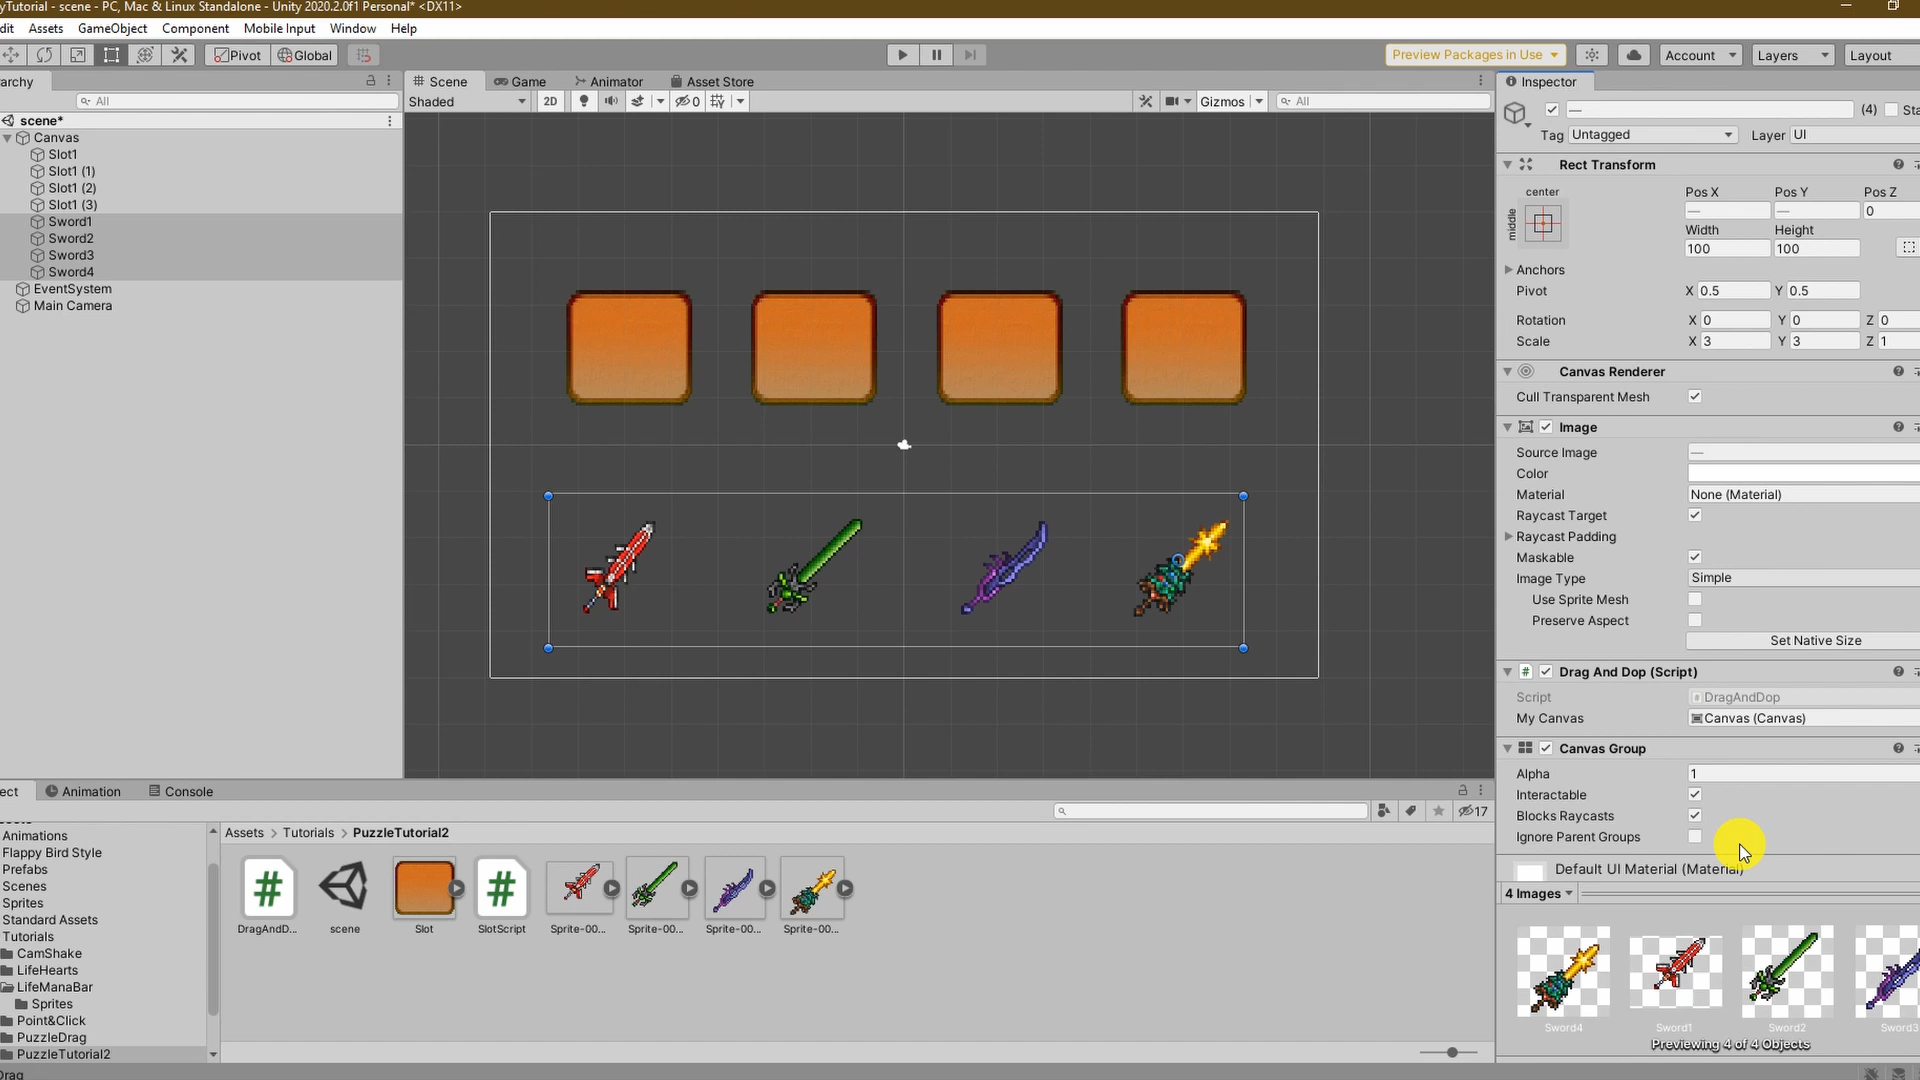 yTutorial - scene - PC, Mac & Linux Standalone - Unity 2020.2.0f1 Personal* <DX11>
dit Assets GameObject Component Mobile Input Window Help
Pivot Global Preview Packages in Use Account Layers Layout
rarchy
All
scene*
Canvas
Slot1
Slot1 (1)
Slot1 (2)
Slot1 (3)
Sword1
Sword2
Sword3
Sword4
EventSystem
Main Camera
Scene Game Animator Asset Store
Shaded 2D 0 Gizmos All
Inspector
— (4) Sta
Tag Untagged Layer UI
Rect Transform
center
middle
Pos X Pos Y Pos Z
— — 0
Width Height
100 100
Anchors
Pivot X 0.5 Y 0.5
Rotation X 0 Y 0 Z 0
Scale X 3 Y 3 Z 1
Canvas Renderer
Cull Transparent Mesh
Image
Source Image —
Color
Material None (Material)
Raycast Target
Raycast Padding
Maskable
Image Type Simple
Use Sprite Mesh
Preserve Aspect
Set Native Size
# Drag And Dop (Script)
Script DragAndDop
My Canvas Canvas (Canvas)
Canvas Group
Alpha 1
Interactable
Blocks Raycasts
Ignore Parent Groups
Default UI Material (Material)
4 Images
Sword4 Sword1 Sword2 Sword3
Previewing 4 of 4 Objects
ect Animation Console
17
Animations
Flappy Bird Style
Prefabs
Scenes
Sprites
Standard Assets
Tutorials
CamShake
LifeHearts
LifeManaBar
Sprites
Point&Click
PuzzleDrag
PuzzleTutorial2
Assets > Tutorials > PuzzleTutorial2
# #
DragAndD... scene Slot SlotScript Sprite-00... Sprite-00... Sprite-00... Sprite-00...
Drag